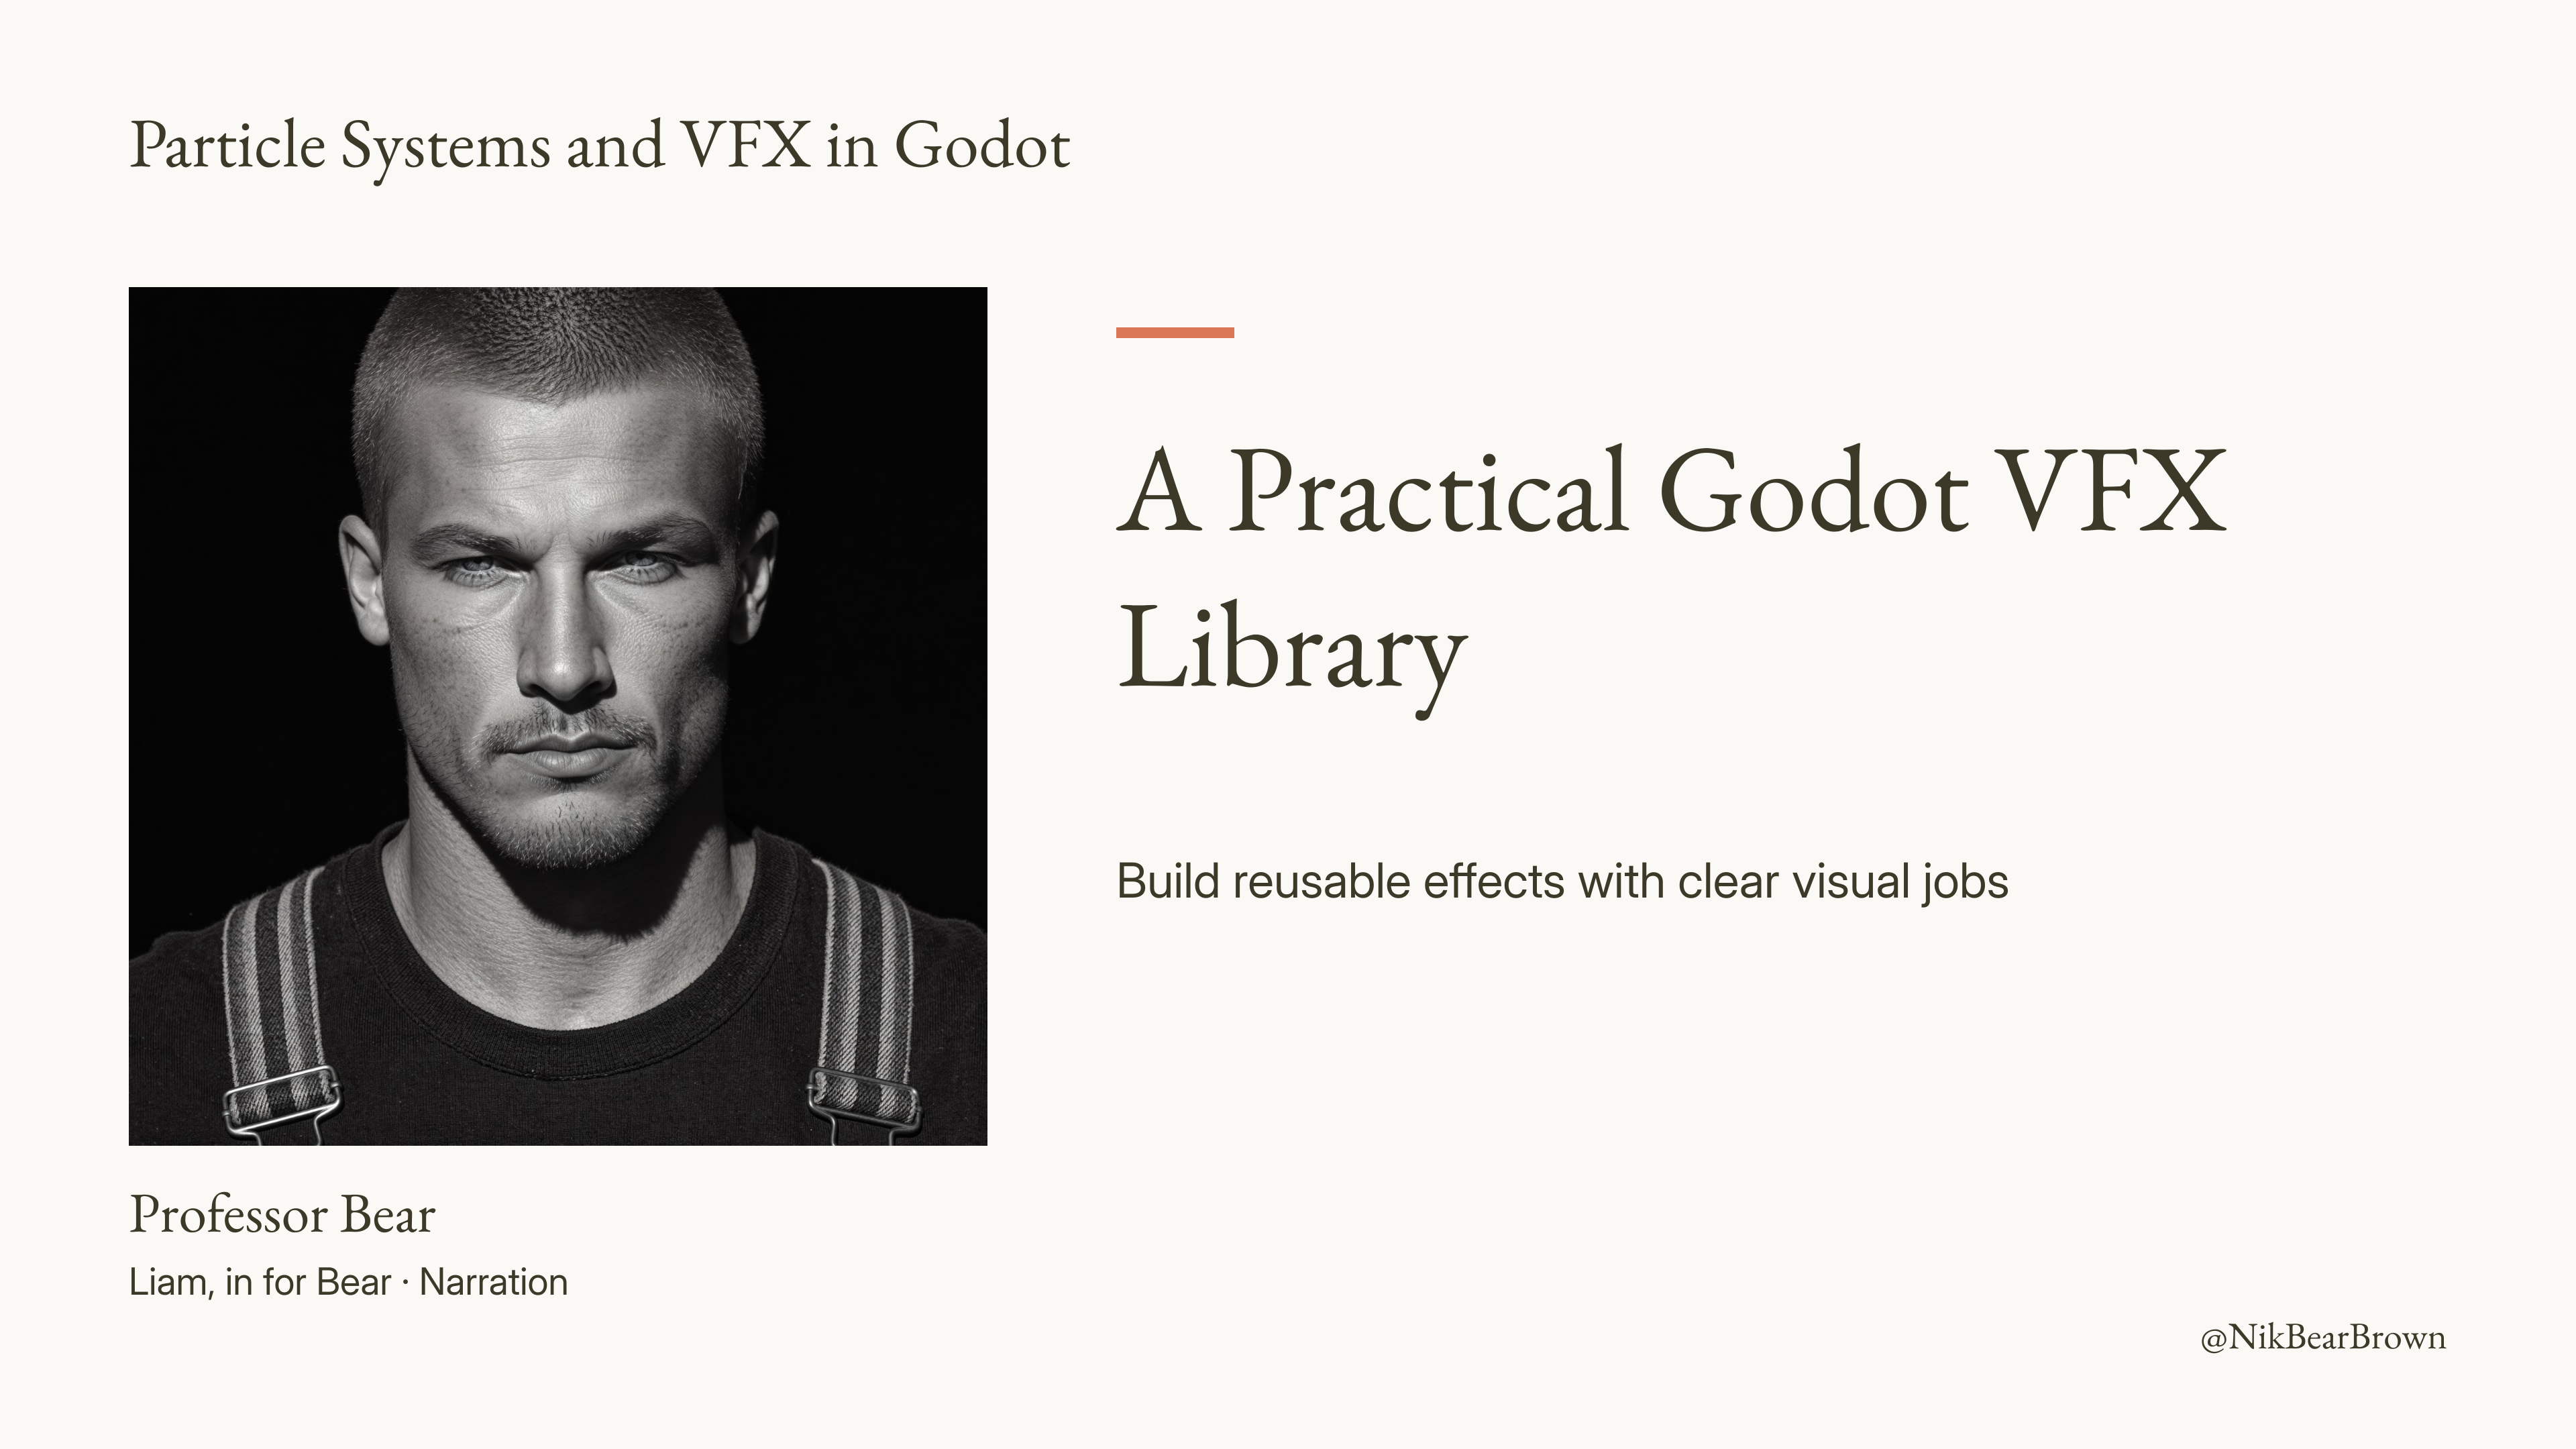 Particle Systems and VFX in Godot
A Practical Godot VFX
Library
Build reusable effects with clear visual jobs
Professor Bear
Liam, in for Bear · Narration
@NikBearBrown